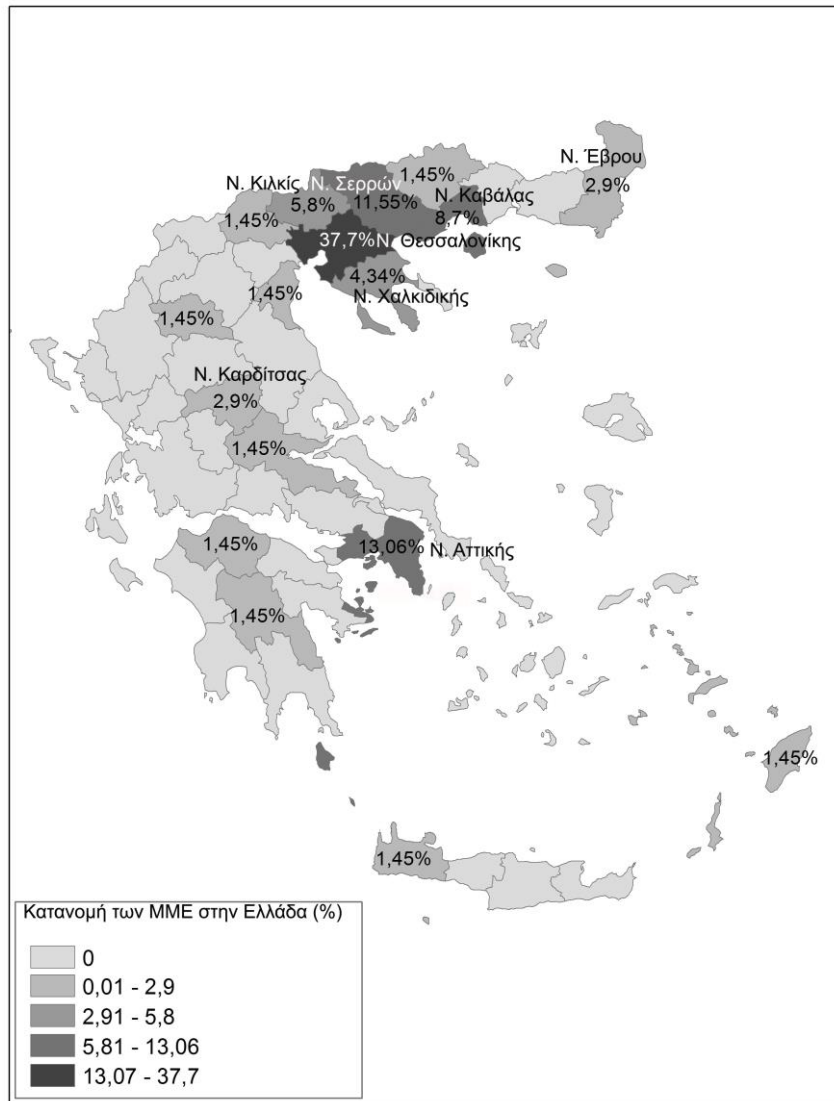 Ν. Έβρου
1,45%
Ν. Κιλκίς
Ν. Σερρών
2,9%
Ν. Καβάλας
5,8%
11,55%
8,7%
1,45%
37,7%
Ν. Θεσσαλονίκης
4,34%
1,45%
Ν. Χαλκιδικής
1,45%
Ν. Καρδίτσας
2,9%
1,45%
1,45%
13,06%
Ν. Αττικής
1,45%
1,45%
1,45%
Κατανομή των ΜΜΕ στην Ελλάδα (%)
0
0,01 - 2,9
2,91 - 5,8
5,81 - 13,06
13,07 - 37,7